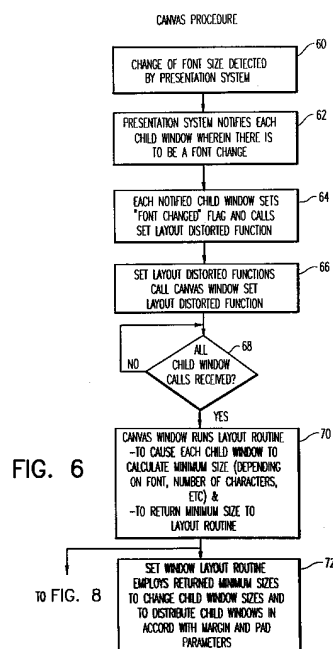 CANVAS PROCEDURE
60
CHANGE OF FONT SIZE DETECTED
BY PRESENTATION SYSTEM
62
PRESENTATION SYSTEM NOTIFIES EACH
CHILD WINDOW WHEREIN THERE IS
TO BE A FONT CHANGE
64
EACH NOTIFIED CHILD WINDOW SETS
"FONT CHANGED" FLAG AND CALLS
SET LAYOUT DISTORTED FUNCTION
66
SET LAYOUT DISTORTED FUNCTIONS
CALL CANVAS WINDOW SET
LAYOUT DISTORTED FUNCTION
68
ALL
CHILD WINDOW
CALLS RECEIVED?
NO
YES
70
CANVAS WINDOW RUNS LAYOUT ROUTINE
-TO CAUSE EACH CHILD WINDOW TO
CALCULATE MINIMUM SIZE (DEPENDING
ON FONT, NUMBER OF CHARACTERS,
ETC) &
-TO RETURN MINIMUM SIZE TO
LAYOUT ROUTINE
FIG. 6
72
SET WINDOW LAYOUT ROUTINE
EMPLOYS RETURNED MINIMUM SIZES
TO CHANGE CHILD WINDOW SIZES AND
TO DISTRIBUTE CHILD WINDOWS IN
ACCORD WITH MARGIN AND PAD
PARAMETERS
TO FIG. 8